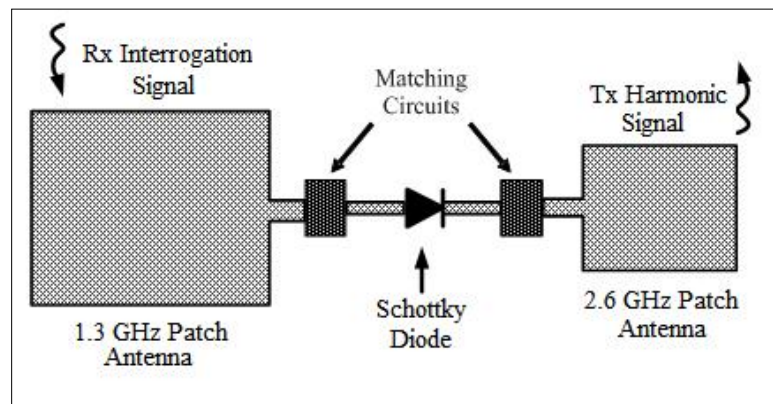 Rx Interrogation
Signal
Matching
Circuits
Tx Harmonic
Signal
1.3 GHz Patch
Antenna
Schottky
Diode
2.6 GHz Patch
Antenna